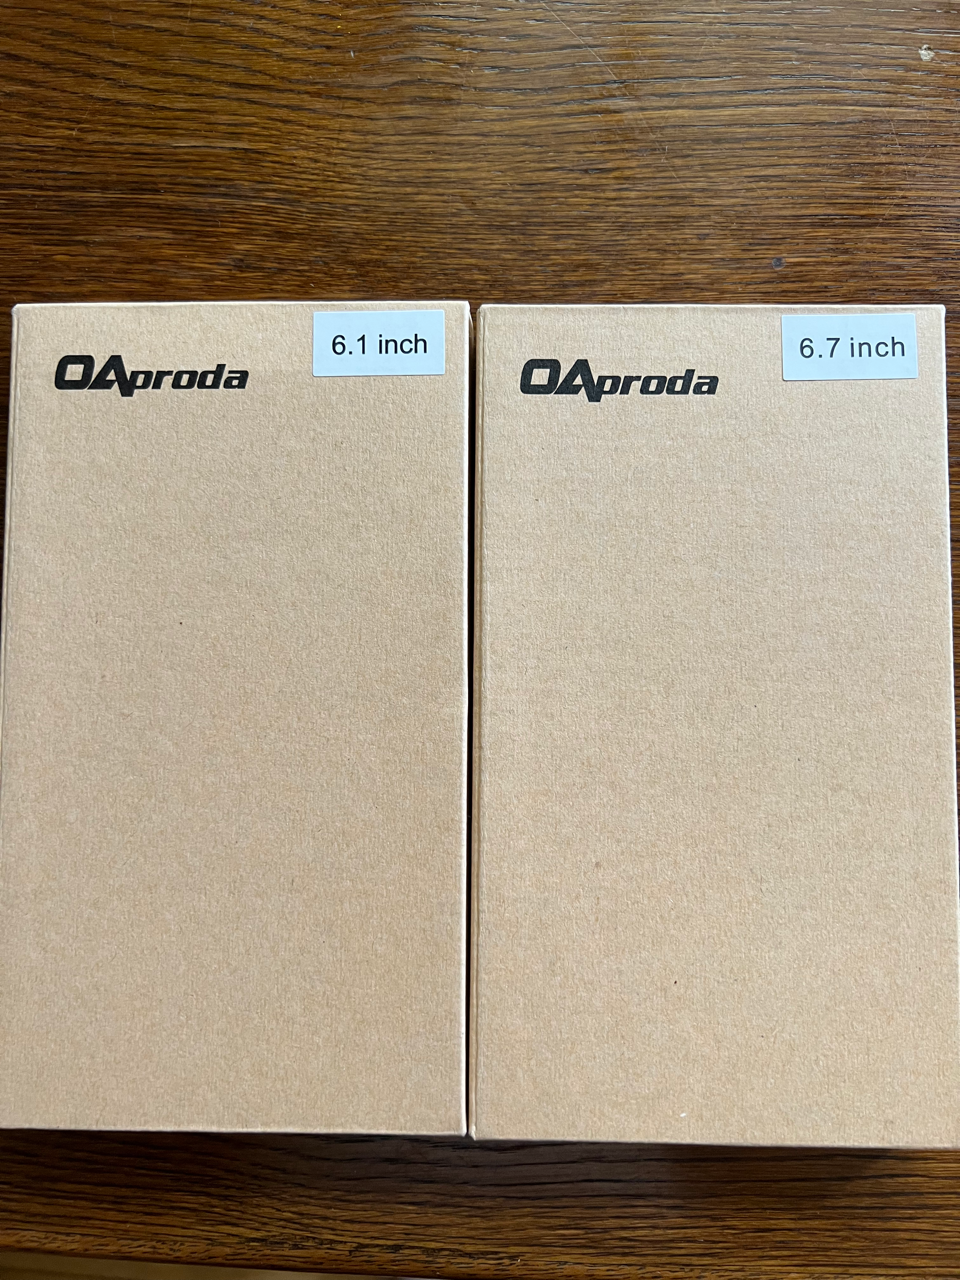 OAproda
6.1 inch
OAproda
6.7 inch